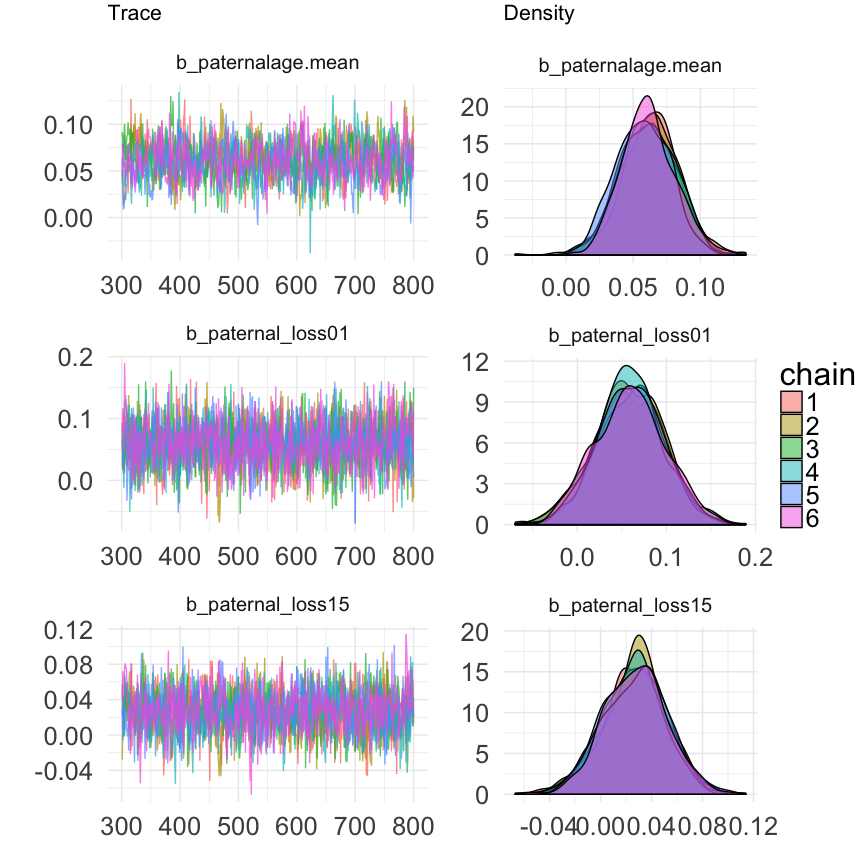 Trace
Density
b_paternalage.mean
b_paternalage.mean
0.10
0.05
0.00
300 400 500 600 700 800
20
15
10
5
0
0.00 0.05 0.10
b_paternal_loss01
b_paternal_loss01
0.2
0.1
0.0
300 400 500 600 700 800
12
9
6
3
0
0.0 0.1 0.2
chain
1
2
3
4
5
6
b_paternal_loss15
b_paternal_loss15
0.12
0.08
0.04
0.00
-0.04
300 400 500 600 700 800
20
15
10
5
0
-0.04 0.00 0.04 0.08 0.12